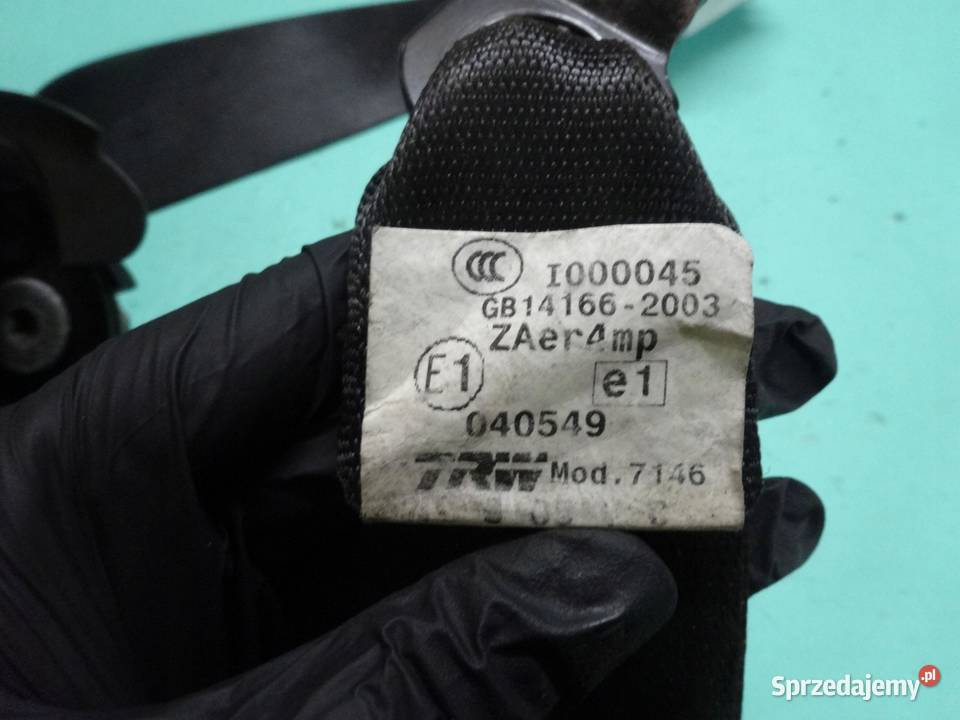 CCC I000045
GB14166-2003
ZAer4mp
E1 e1
040549
TRW Mod.7146
Sprzedajemy.pl